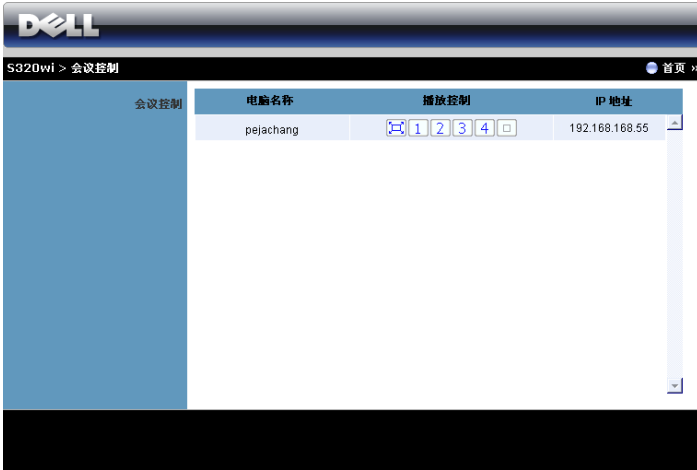 DELL
S320wi > 会议控制
首页 »
会议控制
电脑名称 播放控制 IP 地址
pejachang 1 2 3 4 192.168.168.55